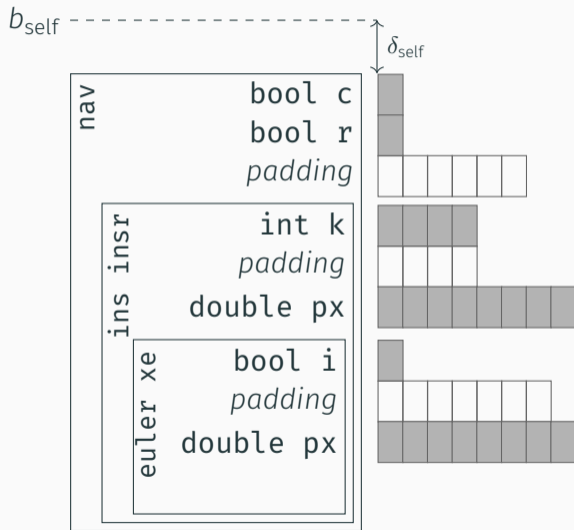 b_self
δ_self
nav
bool c
bool r
padding
ins insr
int k
padding
double px
euler xe
bool i
padding
double px